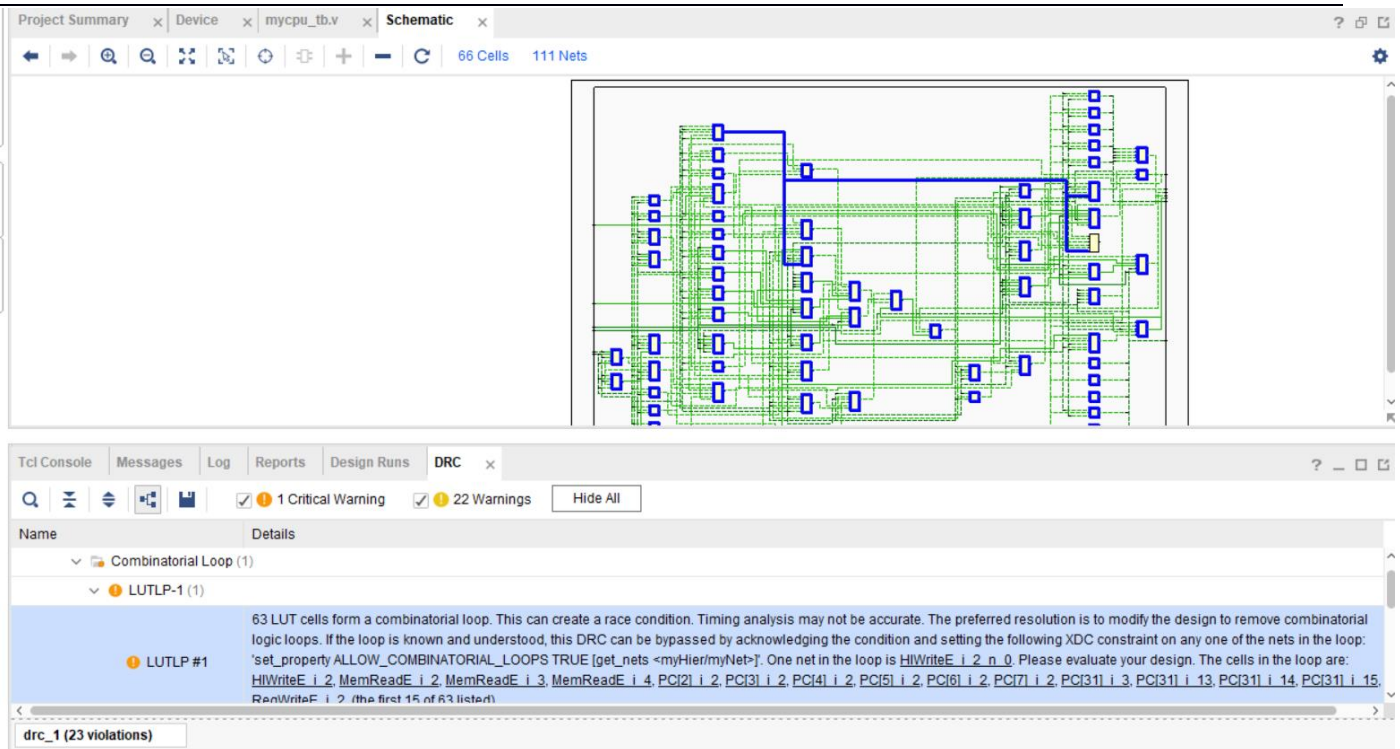 Project Summary × Device × mycpu_tb.v × Schematic × ?
66 Cells 111 Nets
Tcl Console Messages Log Reports Design Runs DRC × ?
1 Critical Warning 22 Warnings Hide All
Name Details
Combinatorial Loop (1)
LUTLP-1 (1)
63 LUT cells form a combinatorial loop. This can create a race condition. Timing analysis may not be accurate. The preferred resolution is to modify the design to remove combinatorial
logic loops. If the loop is known and understood, this DRC can be bypassed by acknowledging the condition and setting the following XDC constraint on any one of the nets in the loop:
LUTLP #1 'set_property ALLOW_COMBINATORIAL_LOOPS TRUE [get_nets <myHier/myNet>]'. One net in the loop is HIWriteE_i_2_n_0. Please evaluate your design. The cells in the loop are:
HIWriteE_i_2, MemReadE_i_2, MemReadE_i_3, MemReadE_i_4, PC[2]_i_2, PC[3]_i_2, PC[4]_i_2, PC[5]_i_2, PC[6]_i_2, PC[7]_i_2, PC[31]_i_3, PC[31]_i_13, PC[31]_i_14, PC[31]_i_15,
RegWriteE_i_2 (the first 15 of 63 listed)
drc_1 (23 violations)